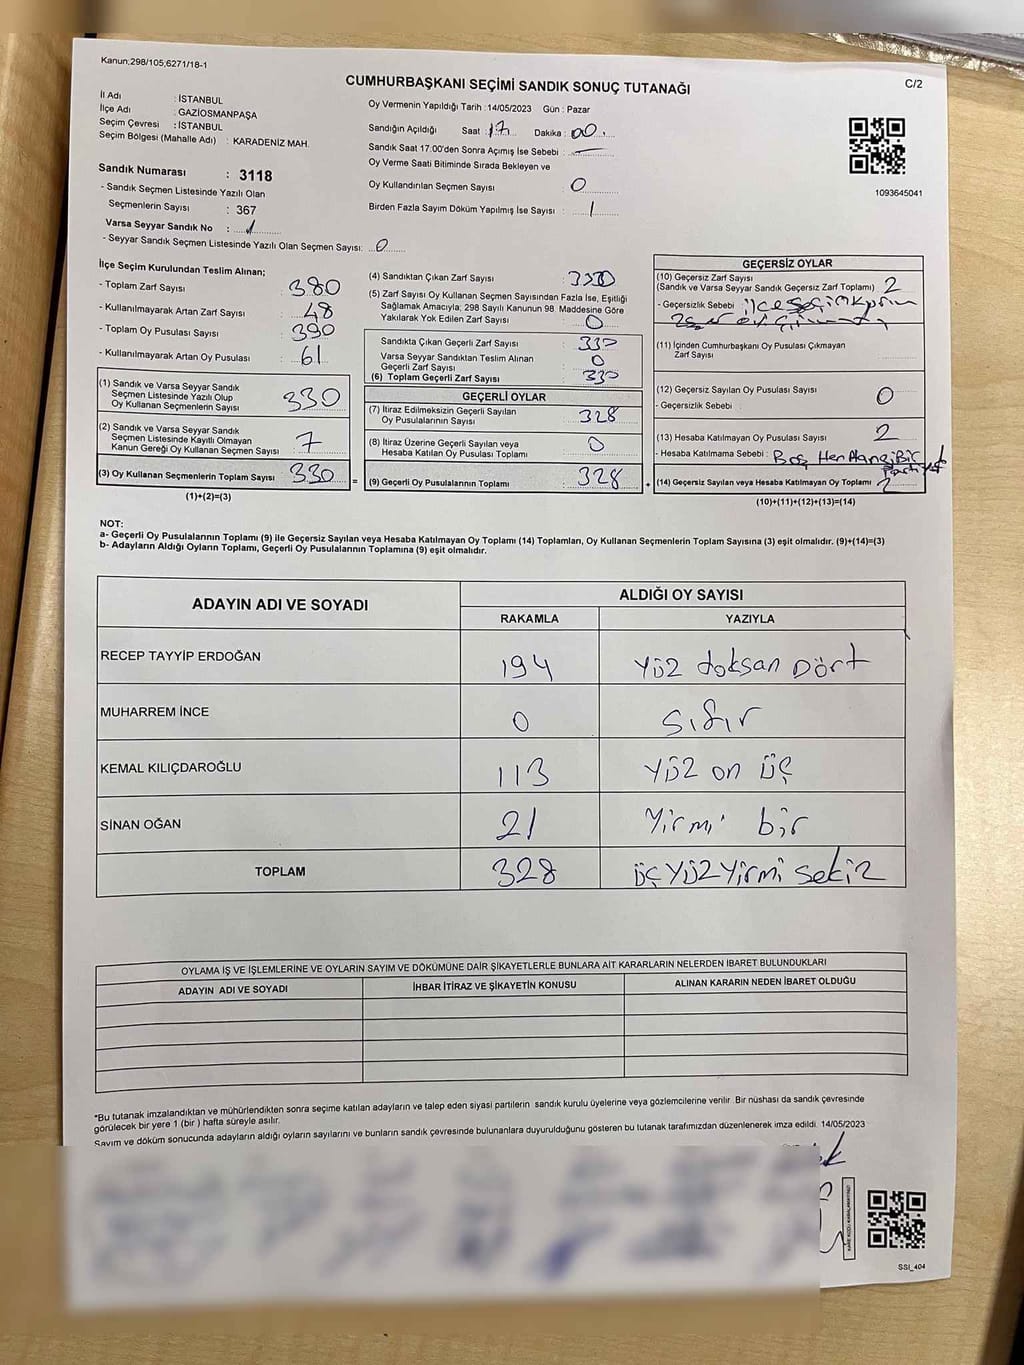 Kanun;298/105,6271/18-1
CUMHURBAŞKANI SEÇİMİ SANDIK SONUÇ TUTANAĞI
C/2
İl Adı : İSTANBUL
İlçe Adı : GAZİOSMANPAŞA
Seçim Çevresi : İSTANBUL
Seçim Bölgesi (Mahalle Adı) : KARADENİZ MAH.
Sandık Numarası : 3118
- Sandık Seçmen Listesinde Yazılı Olan
Seçmenlerin Sayısı : 367
Varsa Seyyar Sandık No :
- Seyyar Sandık Seçmen Listesinde Yazılı Olan Seçmen Sayısı: 0
Oy Vermenin Yapıldığı Tarih :14/05/2023 Gün : Pazar
Sandığın Açıldığı Saat : 17 Dakika : 00
Sandık Saat 17:00'den Sonra Açımış İse Sebebi :
Oy Verme Saati Bitiminde Sırada Bekleyen ve
Oy Kullandırılan Seçmen Sayısı : 0
Birden Fazla Sayım Döküm Yapılmış İse Sayısı : 1
1093645041
İlçe Seçim Kurulundan Teslim Alınan;
- Toplam Zarf Sayısı : 380
- Kullanılmayarak Artan Zarf Sayısı : 48
- Toplam Oy Pusulası Sayısı : 390
- Kullanılmayarak Artan Oy Pusulası : 61
(1) Sandık ve Varsa Seyyar Sandık
Seçmen Listesinde Yazılı Olup
Oy Kullanan Seçmenlerin Sayısı : 330
(2) Sandık ve Varsa Seyyar Sandık
Seçmen Listesinde Kayıtlı Olmayan
Kanun Gereği Oy Kullanan Seçmen Sayısı : 7
(3) Oy Kullanan Seçmenlerin Toplam Sayısı : 330
(1)+(2)=(3)
(4) Sandıktan Çıkan Zarf Sayısı : 330
(5) Zarf Sayısı Oy Kullanan Seçmen Sayısından Fazla İse, Eşitliği
Sağlamak Amacıyla; 298 Sayılı Kanunun 98. Maddesine Göre
Yakılarak Yok Edilen Zarf Sayısı : 0
Sandıkta Çıkan Geçerli Zarf Sayısı : 330
Varsa Seyyar Sandıktan Teslim Alınan
Geçerli Zarf Sayısı : 0
(6) Toplam Geçerli Zarf Sayısı : 330
GEÇERLİ OYLAR
(7) İtiraz Edilmeksizin Geçerli Sayılan
Oy Pusulalarının Sayısı : 328
(8) İtiraz Üzerine Geçerli Sayılan veya
Hesaba Katılan Oy Pusulası Toplamı : 0
(9) Geçerli Oy Pusulalarının Toplamı : 328
GEÇERSİZ OYLAR
(10) Geçersiz Zarf Sayısı
(Sandık ve Varsa Seyyar Sandık Geçersiz Zarf Toplamı) : 2
- Geçersizlik Sebebi :
(11) İçinden Cumhurbaşkanı Oy Pusulası Çıkmayan
Zarf Sayısı :
(12) Geçersiz Sayılan Oy Pusulası Sayısı : 0
- Geçersizlik Sebebi :
(13) Hesaba Katılmayan Oy Pusulası Sayısı : 2
- Hesaba Katılmama Sebebi : Boş Herhangi Bir
(14) Geçersiz Sayılan veya Hesaba Katılmayan Oy Toplamı : 2
(10)+(11)+(12)+(13)=(14)
NOT:
a- Geçerli Oy Pusulalarının Toplamı (9) ile Geçersiz Sayılan veya Hesaba Katılmayan Oy Toplamı (14) Toplamları, Oy Kullanan Seçmenlerin Toplam Sayısına (3) eşit olmalıdır. (9)+(14)=(3)
b- Adayların Aldığı Oyların Toplamı, Geçerli Oy Pusulalarının Toplamına (9) eşit olmalıdır.
ADAYIN ADI VE SOYADI
ALDIĞI OY SAYISI
RAKAMLA YAZIYLA
RECEP TAYYİP ERDOĞAN 194 Yüz doksan Dört
MUHARREM İNCE 0 Sıfır
KEMAL KILIÇDAROĞLU 113 Yüz on üç
SİNAN OĞAN 21 Yirmi bir
TOPLAM 328 üç Yüz Yirmi sekiz
OYLAMA İŞ VE İŞLEMLERİNE VE OYLARIN SAYIM VE DÖKÜMÜNE DAİR ŞİKAYETLERLE BUNLARA AİT KARARLARIN NELERDEN İBARET BULUNDUKLARI
ADAYIN ADI VE SOYADI İHBAR İTİRAZ VE ŞİKAYETİN KONUSU ALINAN KARARIN NEDEN İBARET OLDUĞU
*Bu tutanak imzalandıktan ve mühürlendikten sonra seçime katılan adayların ve talep eden siyasi partilerin sandık kurulu üyelerine veya gözlemcilerine verilir. Bir nüshası da sandık çevresinde
görülecek bir yere 1 (bir ) hafta süreyle asılır.
Sayım ve döküm sonucunda adayların aldığı oyların sayılarını ve bunların sandık çevresinde bulunanlara duyurulduğunu gösteren bu tutanak tarafımızdan düzenlenerek imza edildi. 14/05/2023
SSI_404